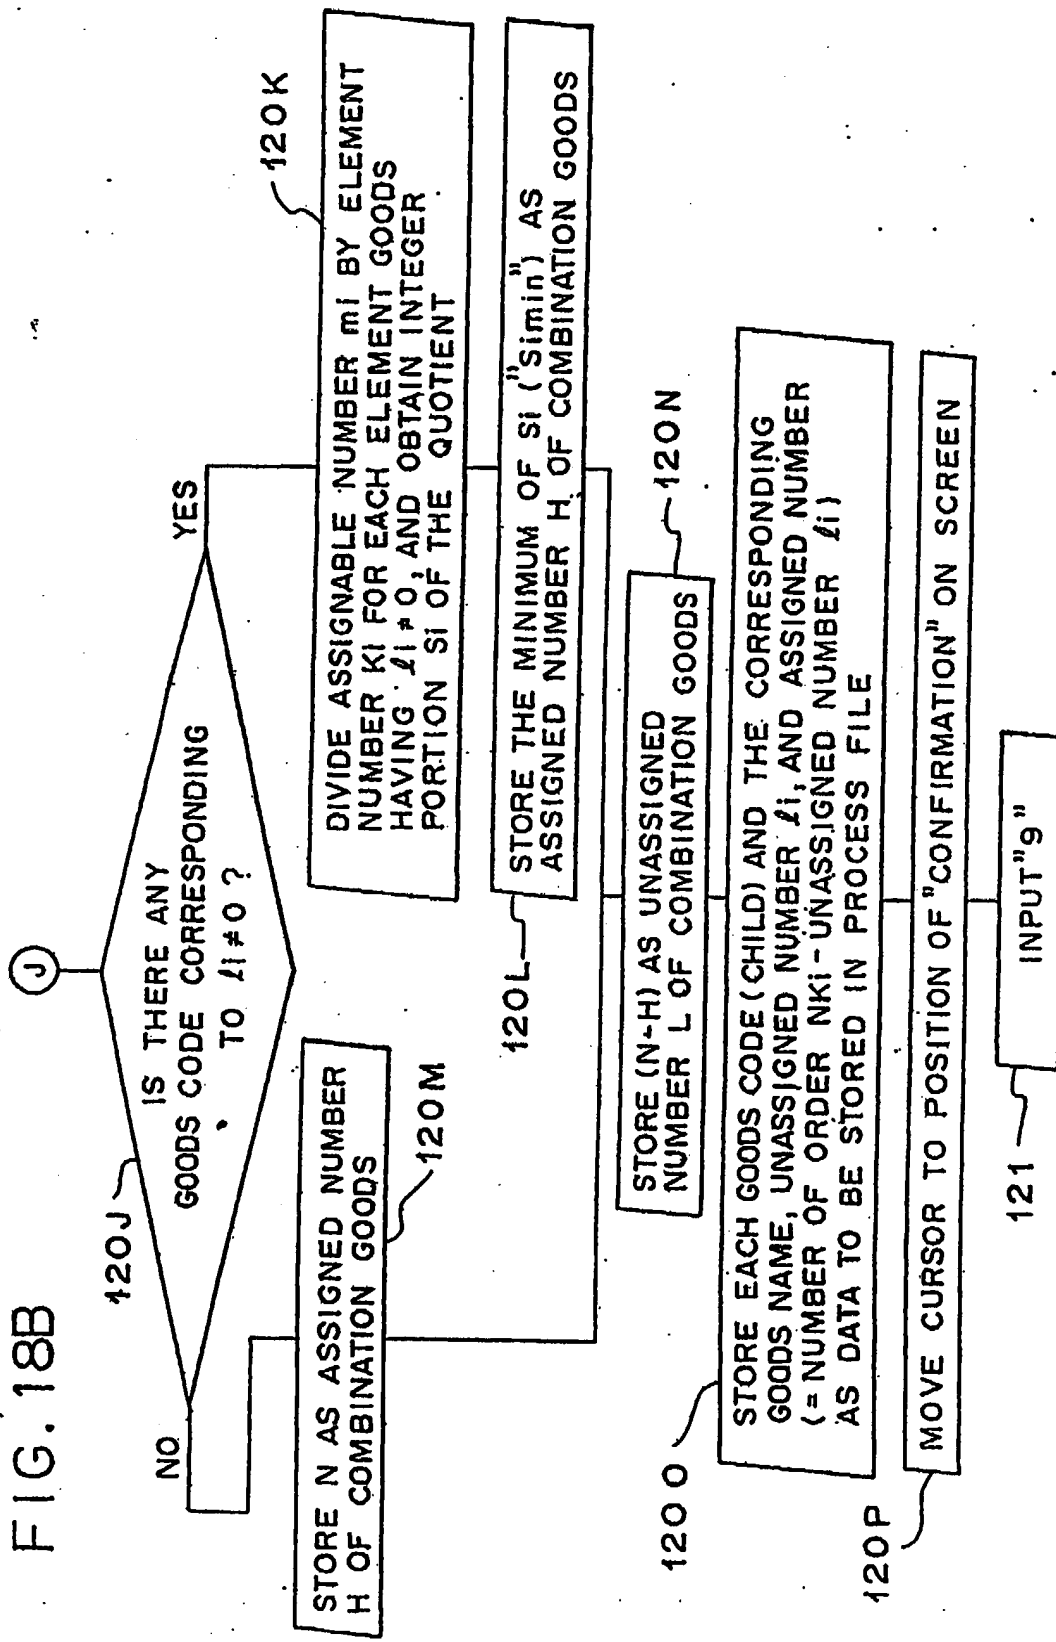 FIG. 18B
J
120J
IS THERE ANY
GOODS CODE CORRESPONDING
TO ℓi ≠ 0 ?
NO
YES
120K
DIVIDE ASSIGNABLE NUMBER mi BY ELEMENT
NUMBER Ki FOR EACH ELEMENT GOODS
HAVING ℓi ≠ 0, AND OBTAIN INTEGER
PORTION Si OF THE QUOTIENT
STORE N AS ASSIGNED NUMBER
H OF COMBINATION GOODS
120M
120L
STORE THE MINIMUM OF Si ("Simin") AS
ASSIGNED NUMBER H OF COMBINATION GOODS
120N
STORE (N-H) AS UNASSIGNED
NUMBER L OF COMBINATION GOODS
120O
STORE EACH GOODS CODE (CHILD) AND THE CORRESPONDING
GOODS NAME, UNASSIGNED NUMBER ℓi, AND ASSIGNED NUMBER
(= NUMBER OF ORDER NKi - UNASSIGNED NUMBER ℓi)
AS DATA TO BE STORED IN PROCESS FILE
120P
MOVE CURSOR TO POSITION OF "CONFIRMATION" ON SCREEN
121
INPUT "9"